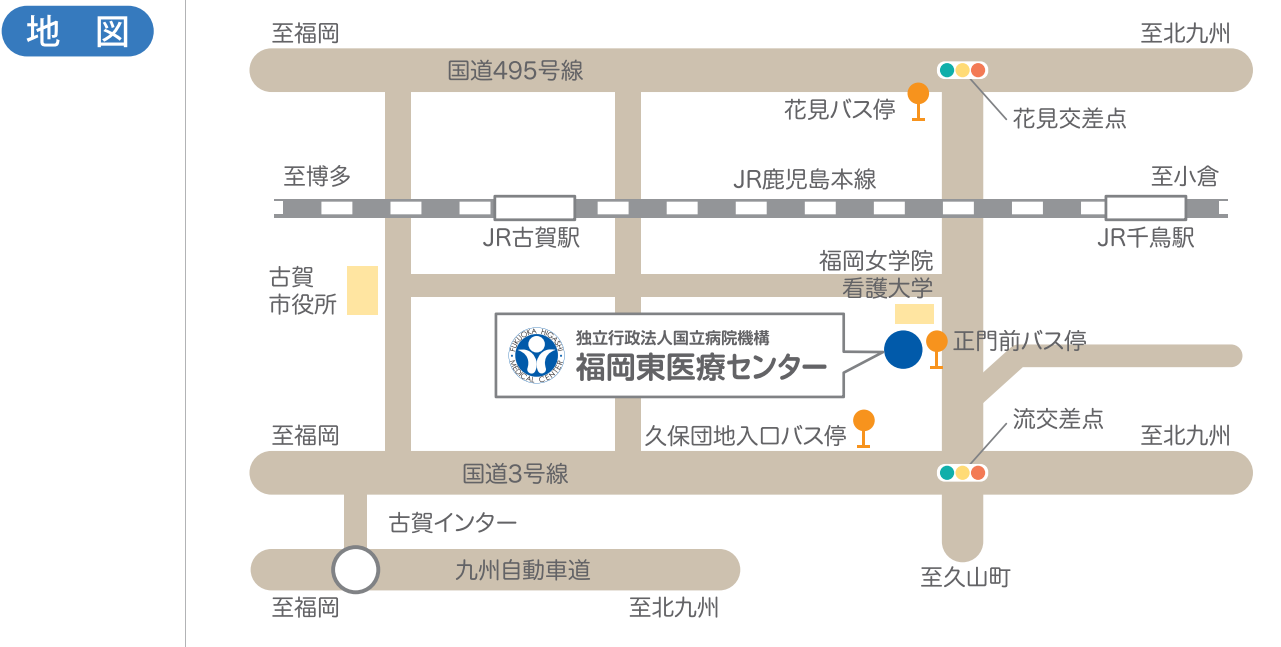 地 図
至福岡
至北九州
国道495号線
花見バス停
花見交差点
至博多
JR鹿児島本線
至小倉
JR古賀駅
JR千鳥駅
古賀
市役所
福岡女学院
看護大学
FUKUOKA HIGASHI
MEDICAL CENTER
独立行政法人国立病院機構
福岡東医療センター
正門前バス停
至福岡
久保団地入口バス停
流交差点
至北九州
国道3号線
古賀インター
九州自動車道
至久山町
至福岡
至北九州